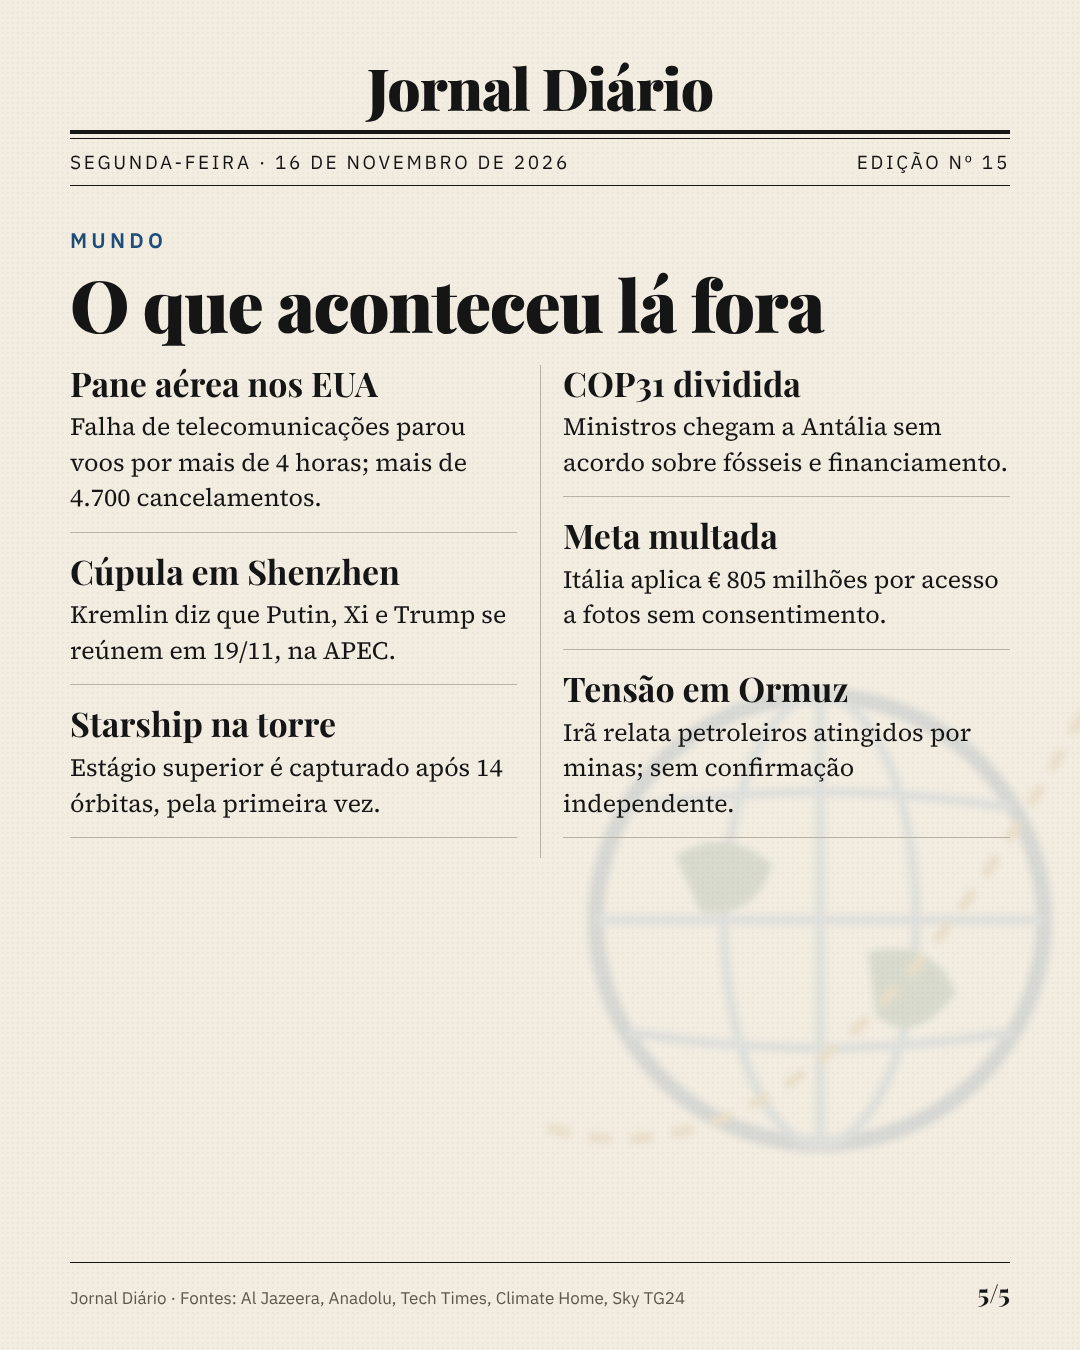 Jornal Diário
SEGUNDA-FEIRA · 16 DE NOVEMBRO DE 2026
EDIÇÃO Nº 15
MUNDO
O que aconteceu lá fora
Pane aérea nos EUA
Falha de telecomunicações parou
voos por mais de 4 horas; mais de
4.700 cancelamentos.
Cúpula em Shenzhen
Kremlin diz que Putin, Xi e Trump se
reúnem em 19/11, na APEC.
Starship na torre
Estágio superior é capturado após 14
órbitas, pela primeira vez.
COP31 dividida
Ministros chegam a Antália sem
acordo sobre fósseis e financiamento.
Meta multada
Itália aplica € 805 milhões por acesso
a fotos sem consentimento.
Tensão em Ormuz
Irã relata petroleiros atingidos por
minas; sem confirmação
independente.
Jornal Diário · Fontes: Al Jazeera, Anadolu, Tech Times, Climate Home, Sky TG24
5/5